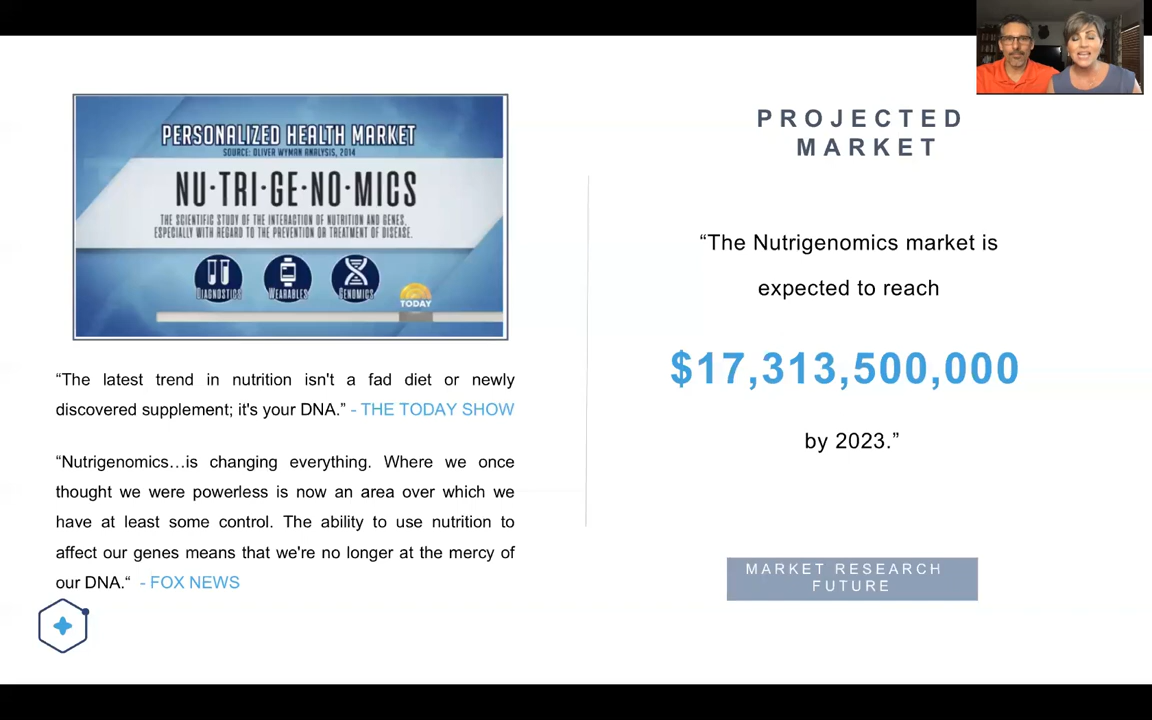 PERSONALIZED HEALTH MARKET
SOURCE: OLIVER WYMAN ANALYSIS, 2014
NU·TRI·GE·NO·MICS
THE SCIENTIFIC STUDY OF THE INTERACTION OF NUTRITION AND GENES,
ESPECIALLY WITH REGARD TO THE PREVENTION OR TREATMENT OF DISEASE.
DIAGNOSTICS WEARABLES GENOMICS
TODAY
“The latest trend in nutrition isn't a fad diet or newly
discovered supplement; it's your DNA.” - THE TODAY SHOW
“Nutrigenomics…is changing everything. Where we once
thought we were powerless is now an area over which we
have at least some control. The ability to use nutrition to
affect our genes means that we're no longer at the mercy of
our DNA.“ - FOX NEWS
PROJECTED
MARKET
“The Nutrigenomics market is
expected to reach
$17,313,500,000
by 2023.”
MARKET RESEARCH
FUTURE